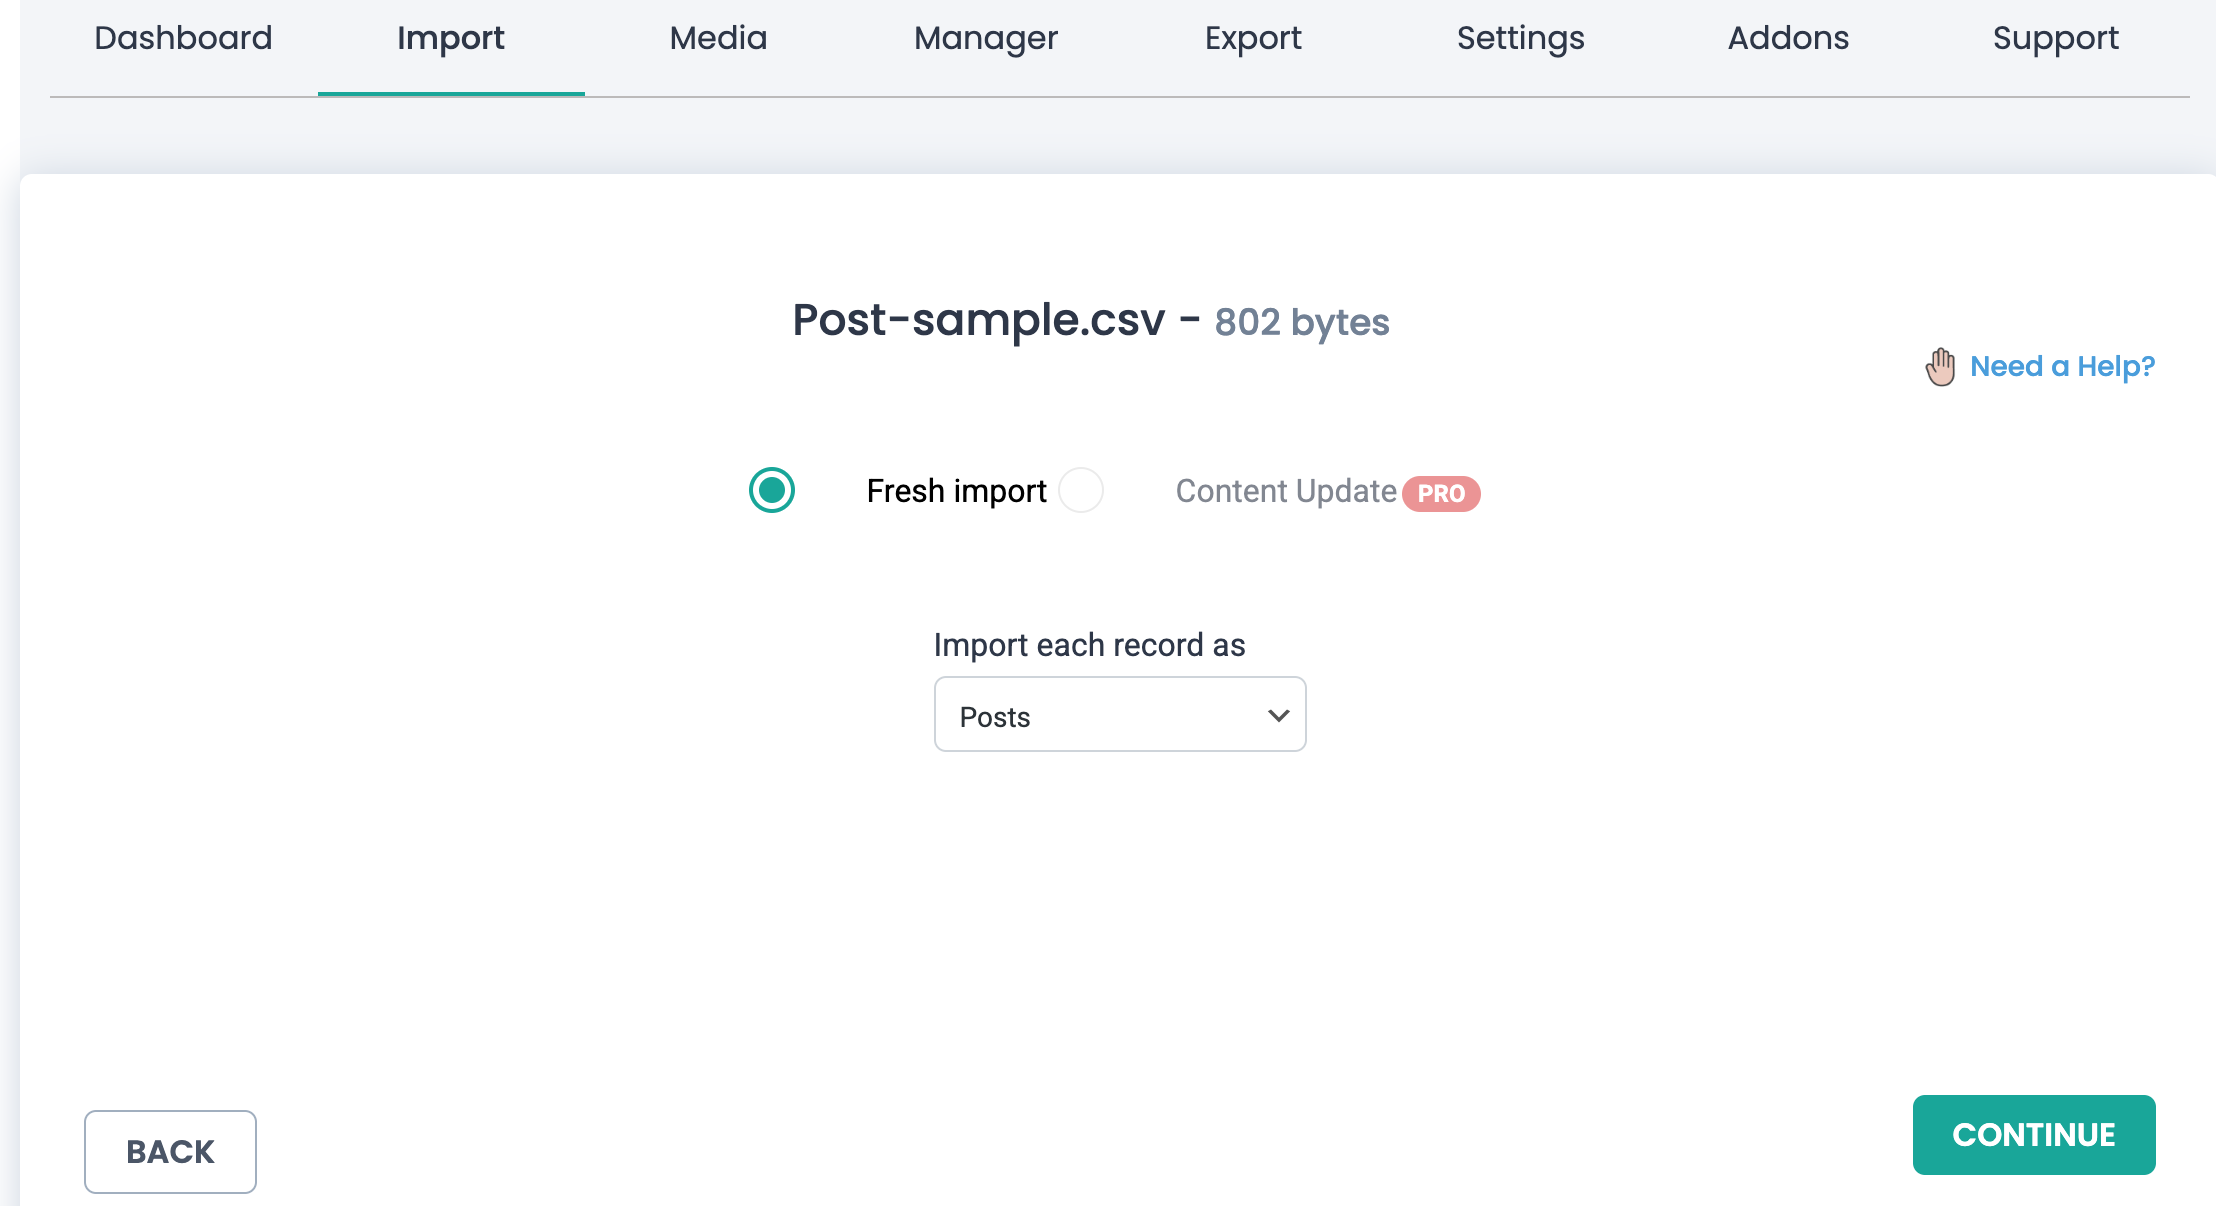 Dashboard Import Media Manager Export Settings Addons Support
Post-sample.csv - 802 bytes
Need a Help?
Fresh import Content Update PRO
Import each record as
Posts
BACK CONTINUE